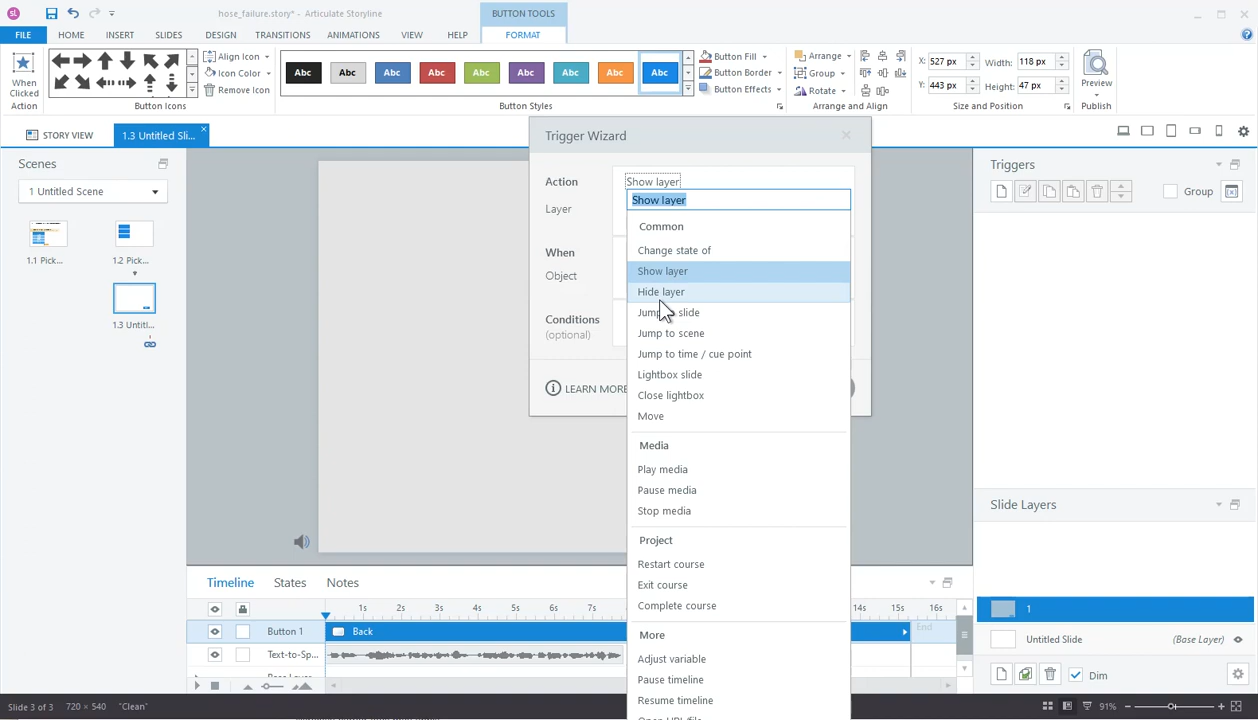 sl hose_failure.story* - Articulate Storyline BUTTON TOOLS
FILE HOME INSERT SLIDES DESIGN TRANSITIONS ANIMATIONS VIEW HELP FORMAT
When Clicked
Action
Align Icon
Icon Color
Remove Icon
Button Icons
Abc Abc Abc Abc Abc Abc Abc Abc Abc
Button Styles
Button Fill
Button Border
Button Effects
Arrange
Group
Rotate
Arrange and Align
X: 527 px Width: 118 px
Y: 443 px Height: 47 px
Size and Position
Preview
Publish
STORY VIEW 1.3 Untitled Sli...
Scenes
1 Untitled Scene
1.1 Pick... 1.2 Pick...
1.3 Untitl...
Trigger Wizard
Action Show layer
Layer
When
Object
Conditions
(optional)
LEARN MORE
Show layer
Common
Change state of
Show layer
Hide layer
Jump to slide
Jump to scene
Jump to time / cue point
Lightbox slide
Close lightbox
Move
Media
Play media
Pause media
Stop media
Project
Restart course
Exit course
Complete course
More
Adjust variable
Pause timeline
Resume timeline
Triggers
Group
Slide Layers
1
Untitled Slide (Base Layer)
Dim
Timeline States Notes
1s 2s 3s 4s 5s 6s 7s 14s 15s 16s
Button 1 Back End
Text-to-Sp...
Slide 3 of 3 720 × 540 "Clean" 91%